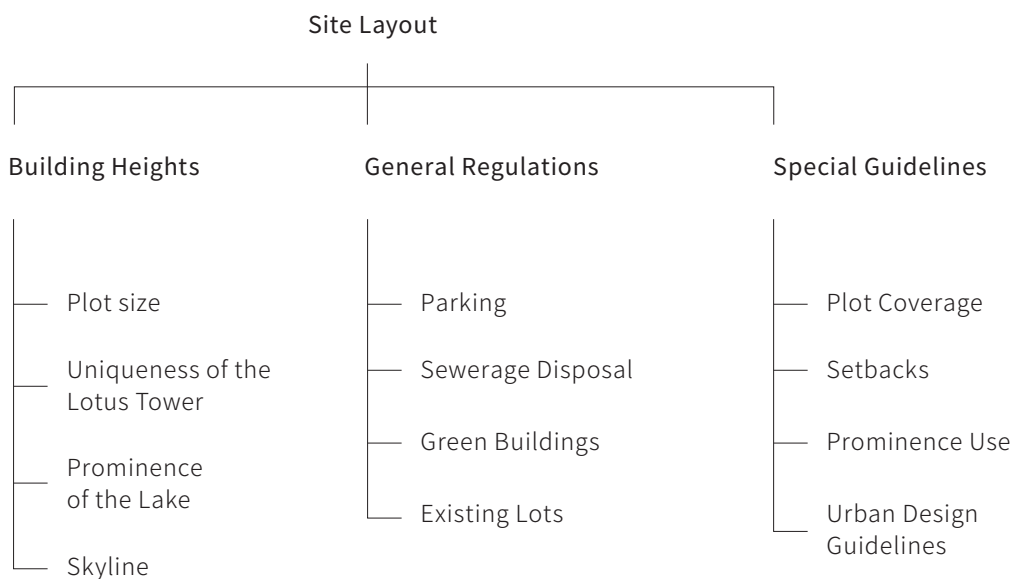 Site Layout
Building Heights
Plot size
Uniqueness of the
Lotus Tower
Prominence
of the Lake
Skyline
General Regulations
Parking
Sewerage Disposal
Green Buildings
Existing Lots
Special Guidelines
Plot Coverage
Setbacks
Prominence Use
Urban Design
Guidelines